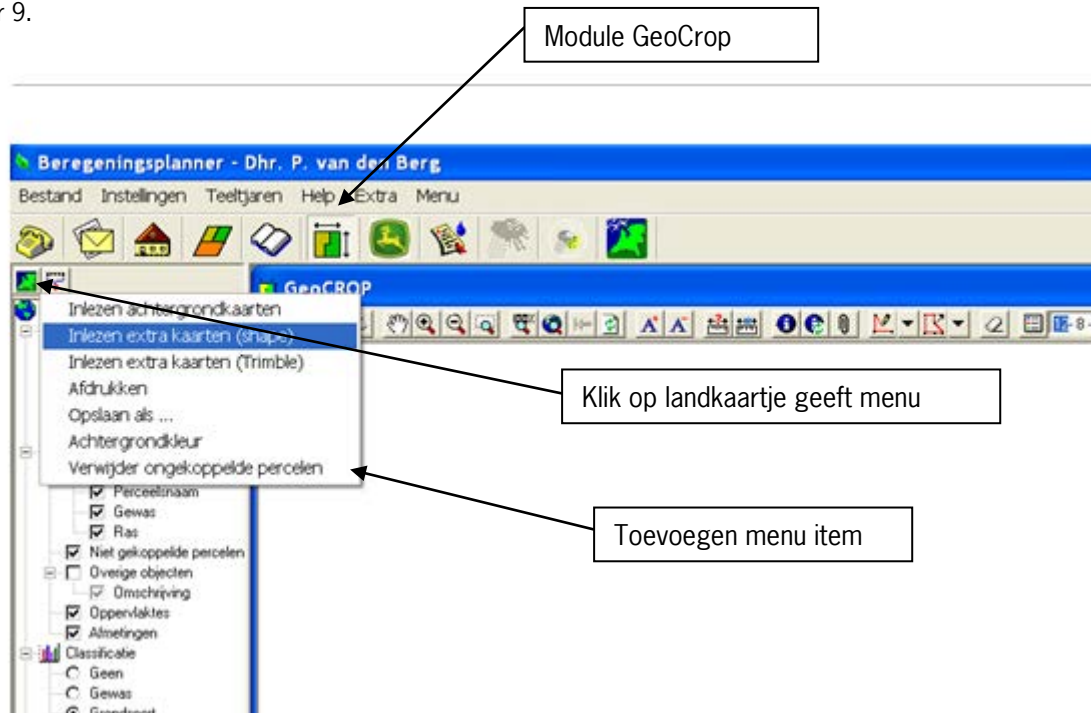 r 9.
Module GeoCrop
Beregeningsplanner - Dhr. P. van den Berg
Bestand Instellingen Teeltjaren Help Extra Menu
GeoCROP
Inlezen achtergrondkaarten
Inlezen extra kaarten (shape)
Inlezen extra kaarten (Trimble)
Afdrukken
Opslaan als ...
Achtergrondkleur
Verwijder ongekoppelde percelen
Klik op landkaartje geeft menu
Toevoegen menu item
Perceelsnaam
Gewas
Ras
Niet gekoppelde percelen
Overige objecten
Omschrijving
Oppervlaktes
Afmetingen
Classificatie
Geen
Gewas
Grondsoort